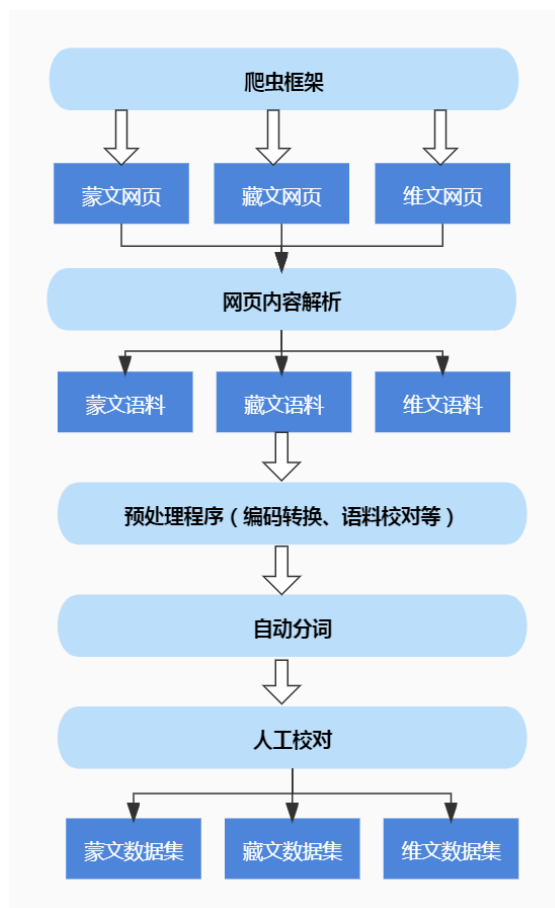 爬虫框架
蒙文网页 藏文网页 维文网页
网页内容解析
蒙文语料 藏文语料 维文语料
预处理程序（编码转换、语料校对等）
自动分词
人工校对
蒙文数据集 藏文数据集 维文数据集